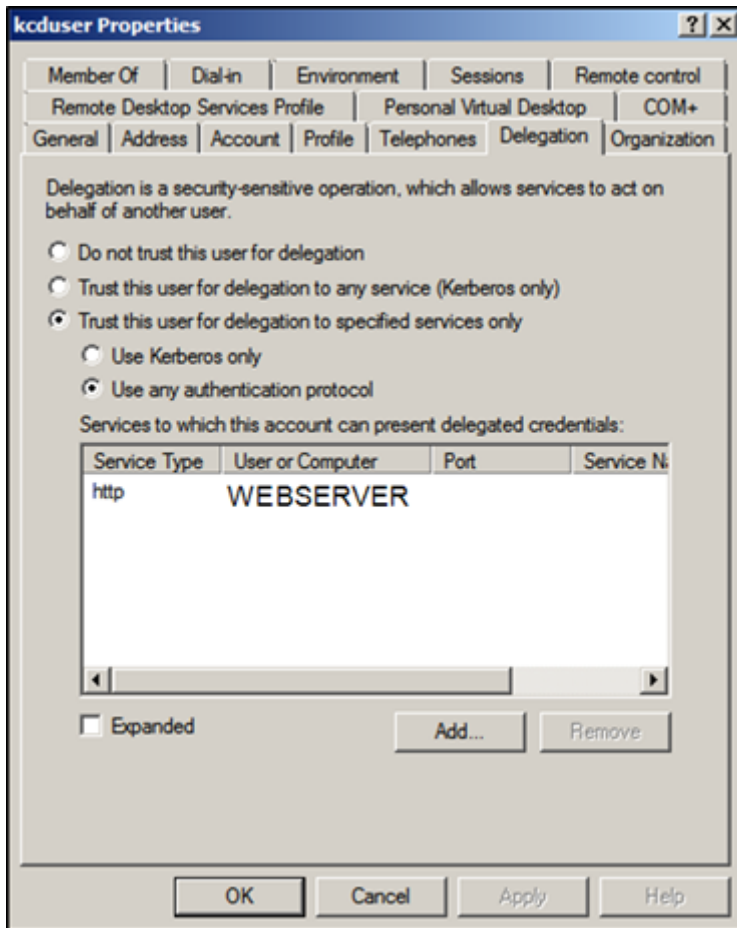 kcduser Properties
Member Of Dial-in Environment Sessions Remote control
Remote Desktop Services Profile Personal Virtual Desktop COM+
General Address Account Profile Telephones Delegation Organization
Delegation is a security-sensitive operation, which allows services to act on
behalf of another user.
Do not trust this user for delegation
Trust this user for delegation to any service (Kerberos only)
Trust this user for delegation to specified services only
Use Kerberos only
Use any authentication protocol
Services to which this account can present delegated credentials:
Service Type User or Computer Port Service Na
http WEBSERVER
Expanded Add... Remove
OK Cancel Apply Help